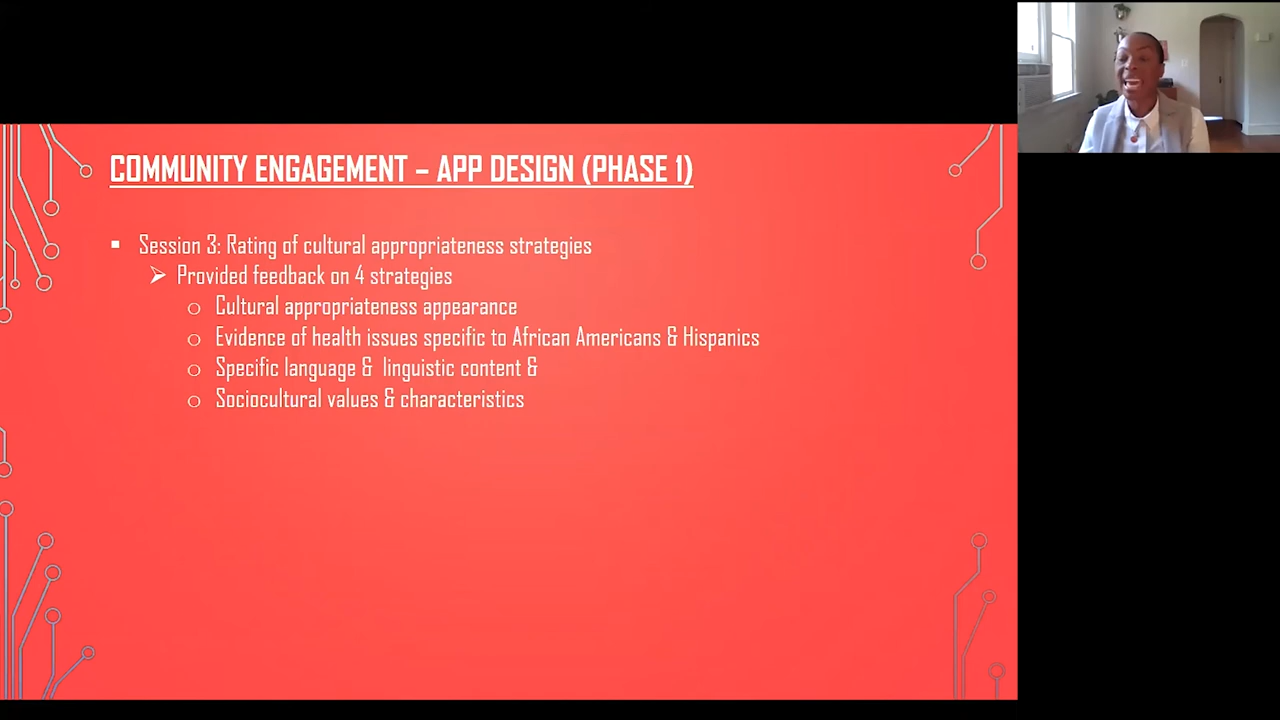 COMMUNITY ENGAGEMENT – APP DESIGN (PHASE 1)
Session 3: Rating of cultural appropriateness strategies
Provided feedback on 4 strategies
Cultural appropriateness appearance
Evidence of health issues specific to African Americans & Hispanics
Specific language & linguistic content &
Sociocultural values & characteristics